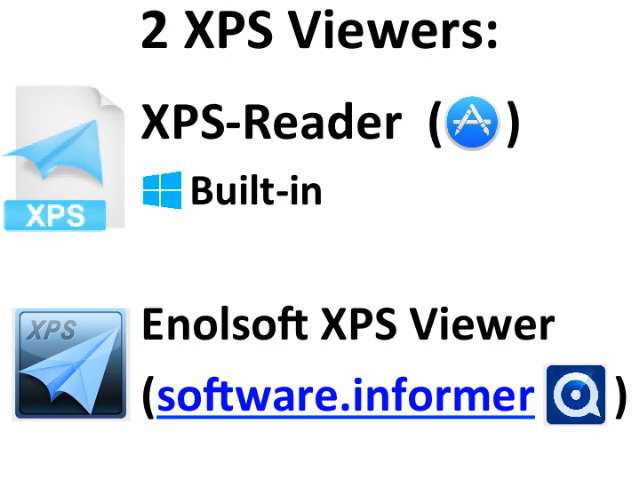 2 XPS Viewers:
XPS-Reader ( )
XPS
Built-in
XPS
Enolsoft XPS Viewer
(software.informer )